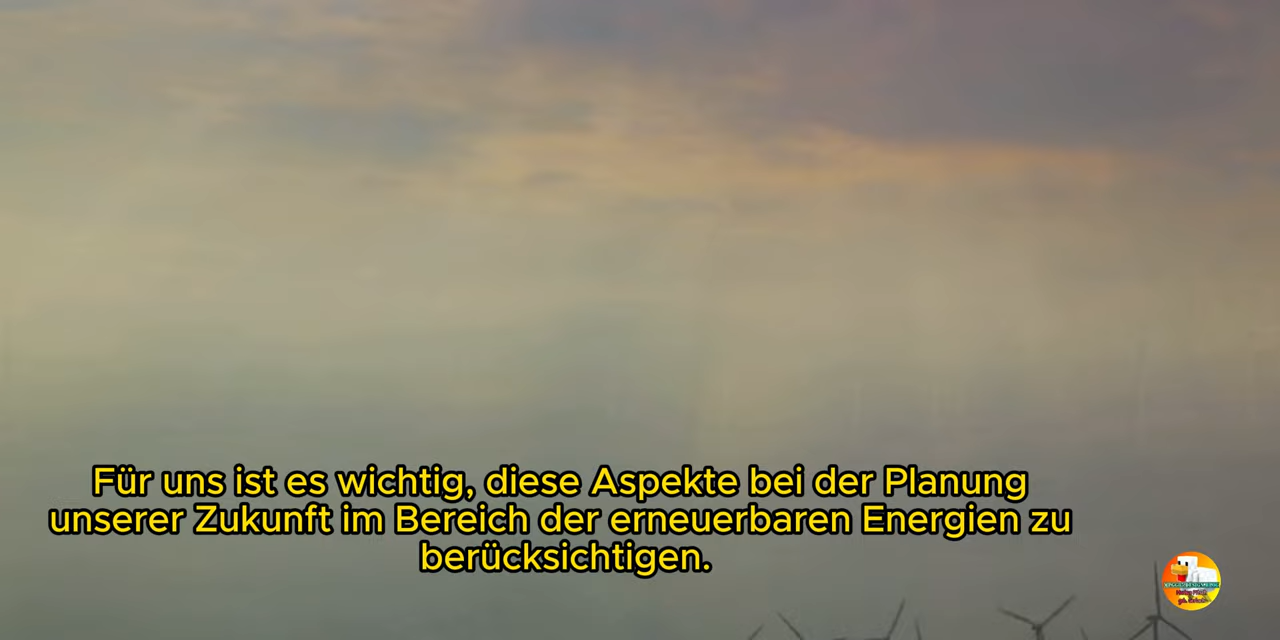 Für uns ist es wichtig, diese Aspekte bei der Planung
unserer Zukunft im Bereich der erneuerbaren Energien zu
berücksichtigen.